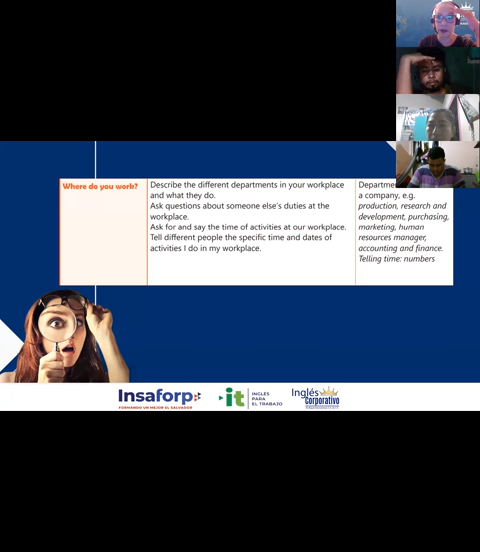 Where do you work?
Describe the different departments in your workplace
and what they do.
Ask questions about someone else's duties at the
workplace.
Ask for and say the time of activities at our workplace.
Tell different people the specific time and dates of
activities I do in my workplace.
Departme
a company, e.g.
production, research and
development, purchasing,
marketing, human
resources manager,
accounting and finance.
Telling time: numbers
Insaforp
FORMANDO UN MEJOR EL SALVADOR
it
INGLÉS
PARA
EL TRABAJO
Inglés
Corporativo